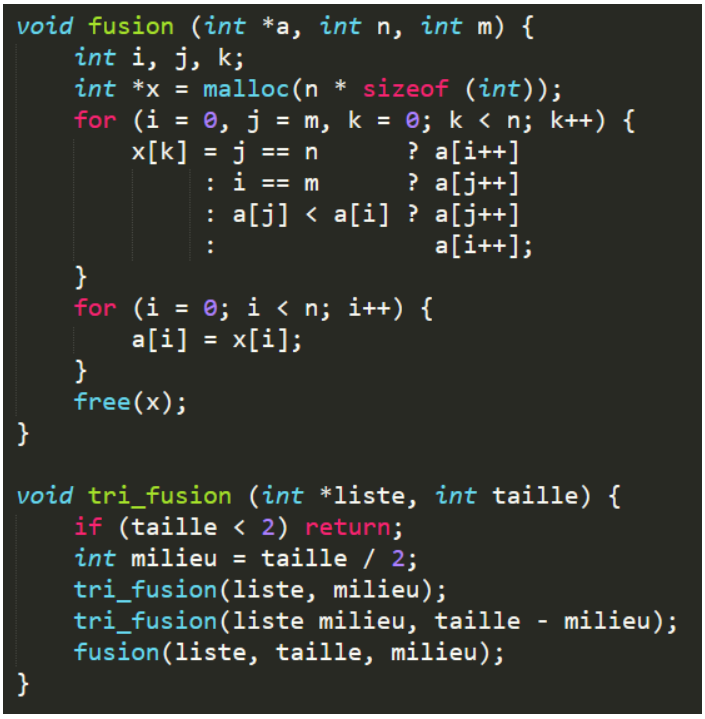 void fusion (int *a, int n, int m) {
    int i, j, k;
    int *x = malloc(n * sizeof (int));
    for (i = 0, j = m, k = 0; k < n; k++) {
        x[k] = j == n      ? a[i++]
             : i == m      ? a[j++]
             : a[j] < a[i] ? a[j++]
             :               a[i++];
    }
    for (i = 0; i < n; i++) {
        a[i] = x[i];
    }
    free(x);
}

void tri_fusion (int *liste, int taille) {
    if (taille < 2) return;
    int milieu = taille / 2;
    tri_fusion(liste, milieu);
    tri_fusion(liste milieu, taille - milieu);
    fusion(liste, taille, milieu);
}